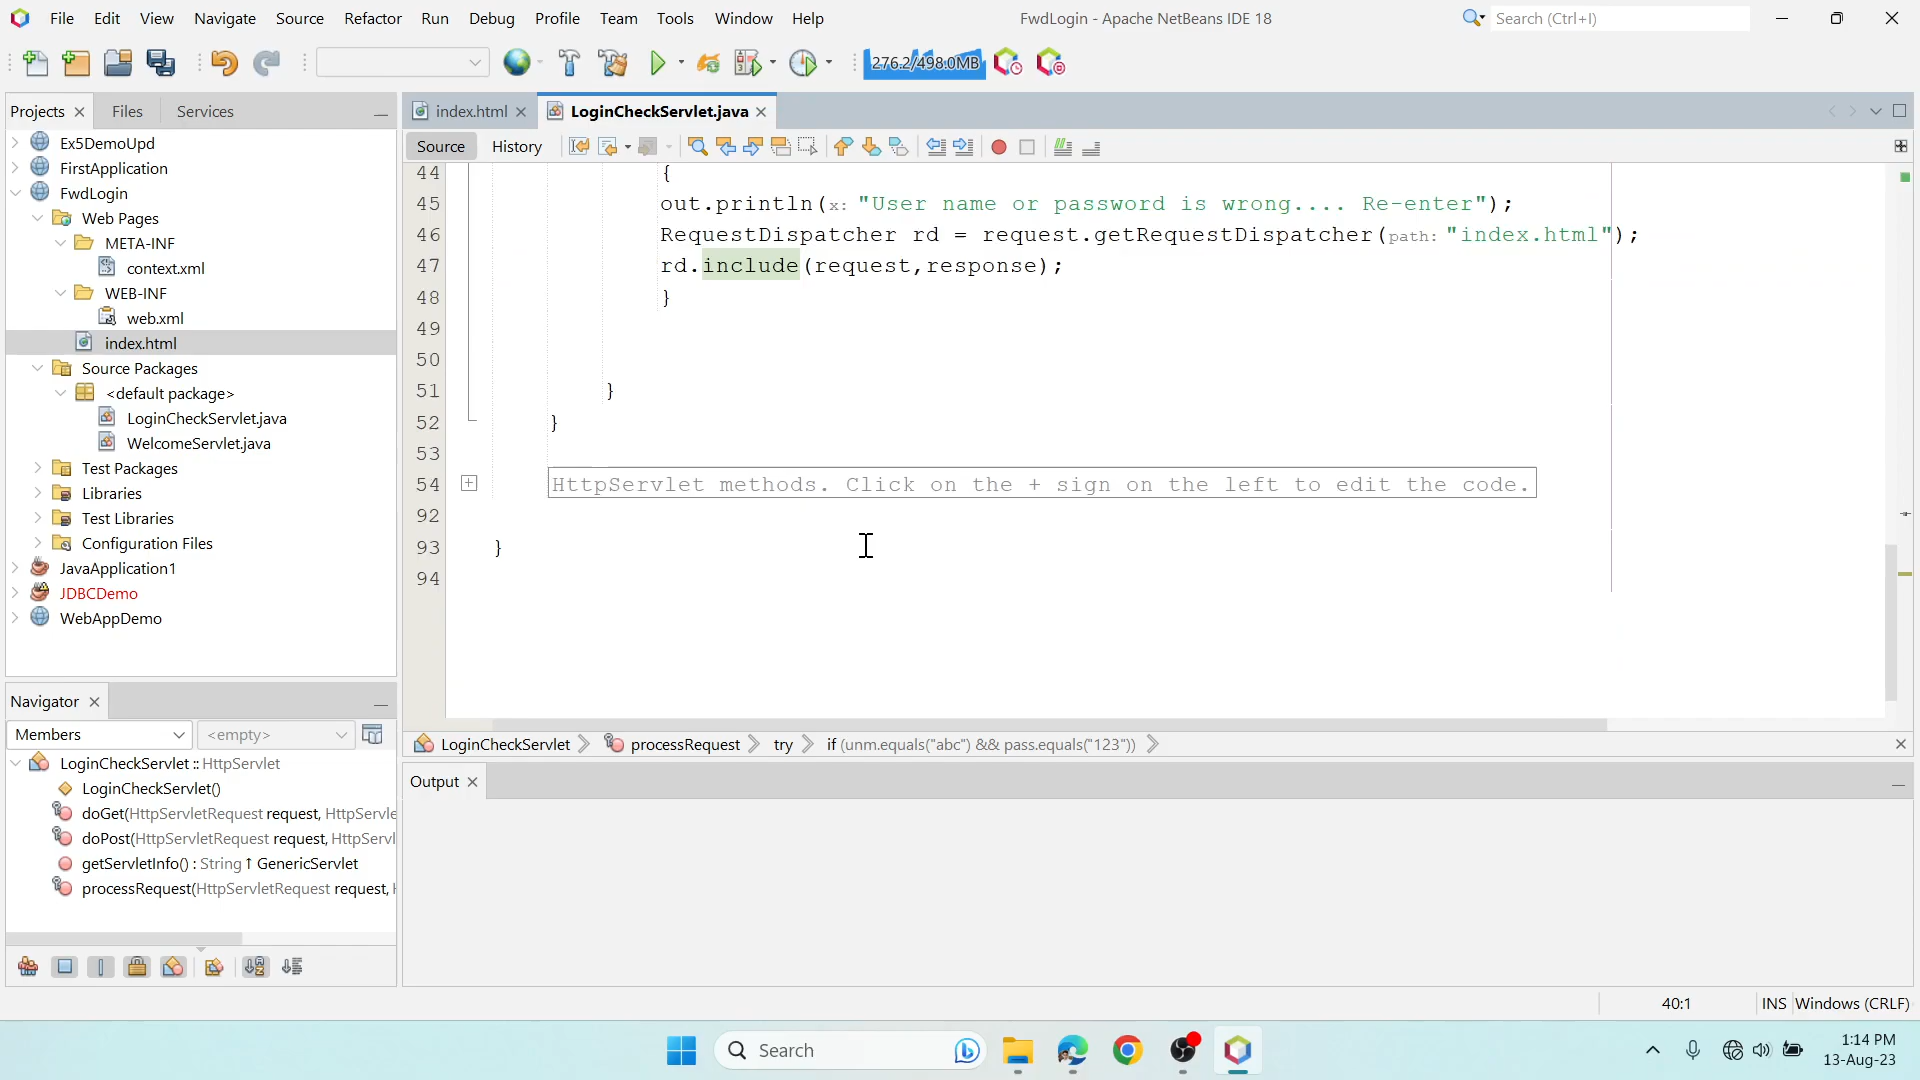 File Edit View Navigate Source Refactor Run Debug Profile Team Tools Window Help
FwdLogin - Apache NetBeans IDE 18
Search (Ctrl+I)
276.2/498.0MB
Projects Files Services
index.html LoginCheckServlet.java
Source History
Ex5DemoUpd
FirstApplication
FwdLogin
Web Pages
META-INF
context.xml
WEB-INF
web.xml
index.html
Source Packages
<default package>
LoginCheckServlet.java
WelcomeServlet.java
Test Packages
Libraries
Test Libraries
Configuration Files
JavaApplication1
JDBCDemo
WebAppDemo
44 {
45 out.println(x: "User name or password is wrong.... Re-enter");
46 RequestDispatcher rd = request.getRequestDispatcher(path: "index.html");
47 rd.include(request,response);
48 }
49
50
51 }
52 }
53
54 HttpServlet methods. Click on the + sign on the left to edit the code.
92
93 }
94
LoginCheckServlet processRequest try if (unm.equals("abc") && pass.equals("123"))
Navigator
Members <empty>
LoginCheckServlet :: HttpServlet
LoginCheckServlet()
doGet(HttpServletRequest request, HttpServle
doPost(HttpServletRequest request, HttpServl
getServletInfo() : String ↑ GenericServlet
processRequest(HttpServletRequest request, H
Output
40:1 INS Windows (CRLF)
Search
1:14 PM
13-Aug-23